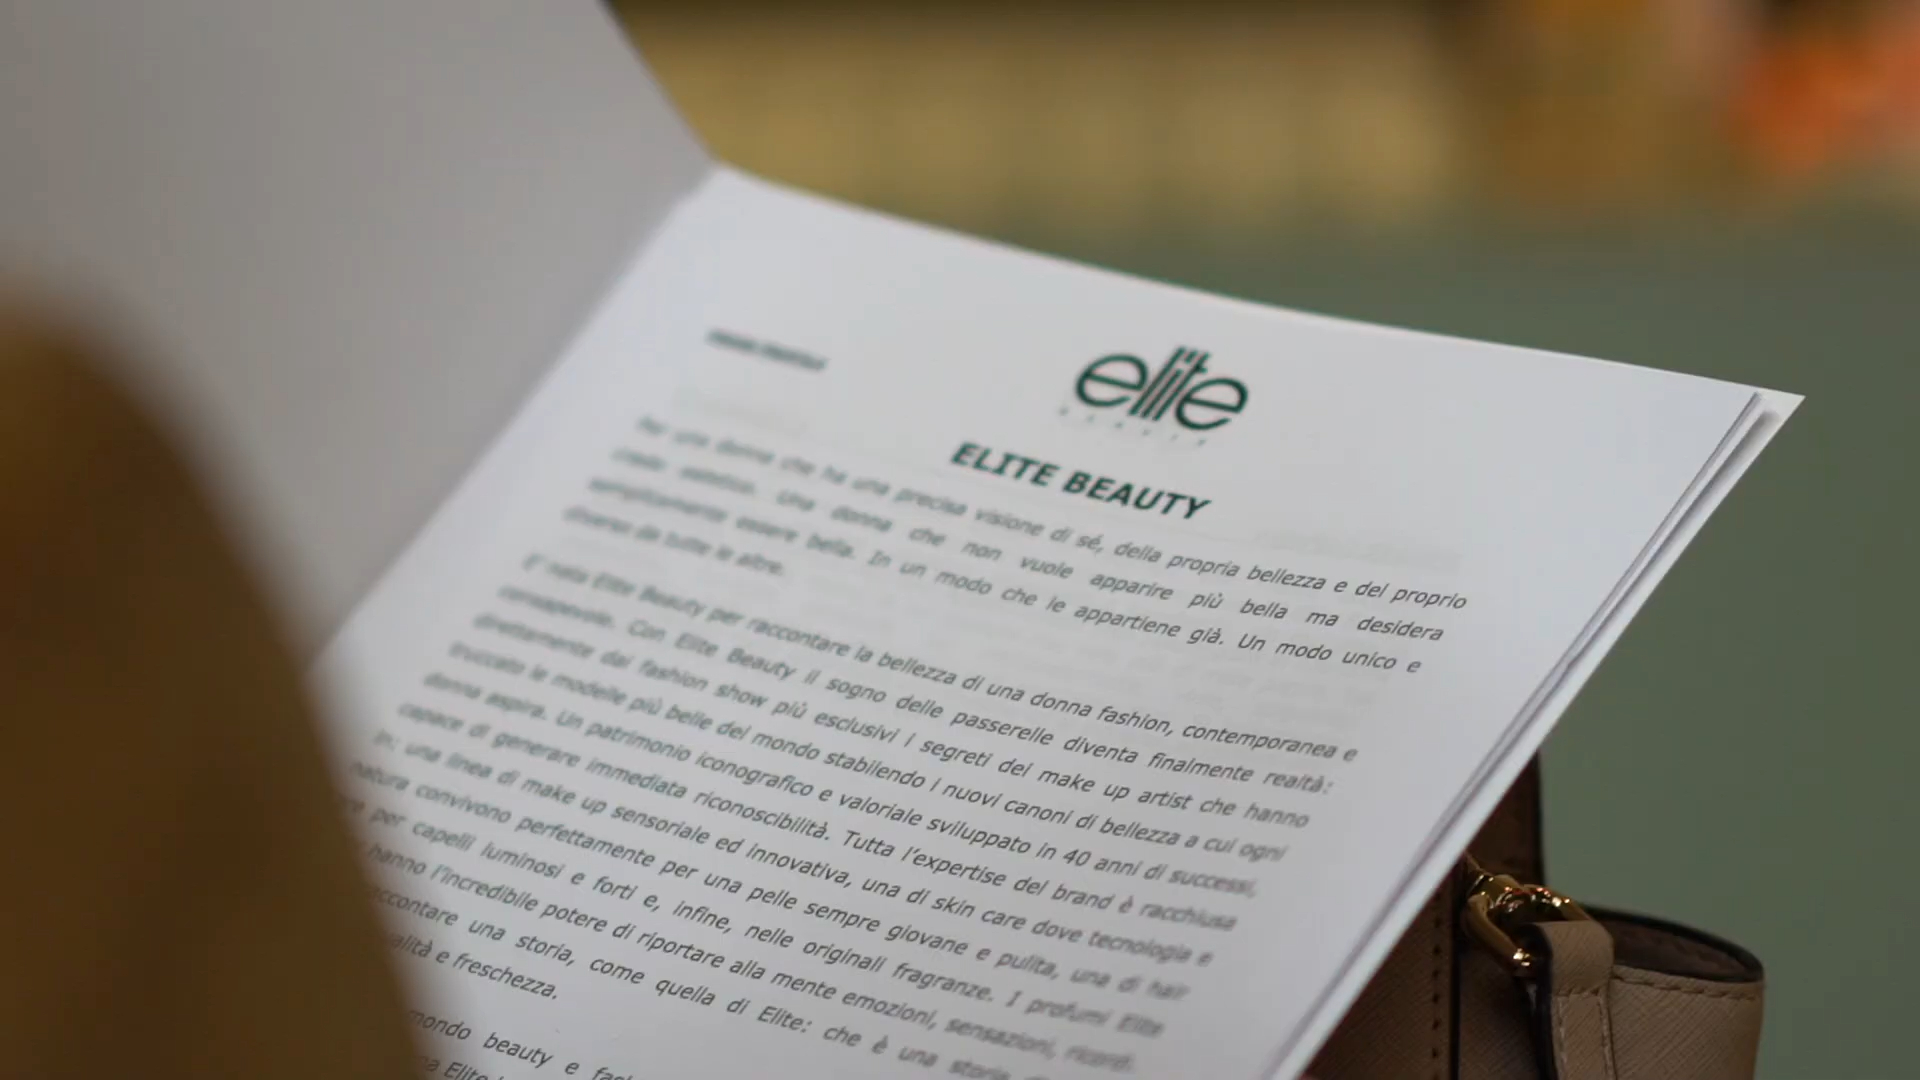 elite
ELITE BEAUTY
Per una donna che ha una precisa visione di sé, della propria bellezza e del proprio
credo estetico. Una donna che non vuole apparire più bella ma desidera
semplicemente essere bella. In un modo che le appartiene già. Un modo unico e
diverso da tutte le altre.
E' nata Elite Beauty per raccontare la bellezza di una donna fashion, contemporanea e
consapevole. Con Elite Beauty il sogno delle passerelle diventa finalmente realtà:
direttamente dai fashion show più esclusivi i segreti dei make up artist che hanno
truccato le modelle più belle del mondo stabilendo i nuovi canoni di bellezza a cui ogni
donna aspira. Un patrimonio iconografico e valoriale sviluppato in 40 anni di successi,
capace di generare immediata riconoscibilità. Tutta l'expertise del brand è racchiusa
in: una linea di make up sensoriale ed innovativa, una di skin care dove tecnologia e
natura convivono perfettamente per una pelle sempre giovane e pulita, una di hair
per capelli luminosi e forti e, infine, nelle originali fragranze. I profumi Elite
hanno l'incredibile potere di riportare alla mente emozioni, sensazioni, ricordi.
una storia, come quella di Elite: che è una storia
e freschezza.
mondo beauty e
Elite